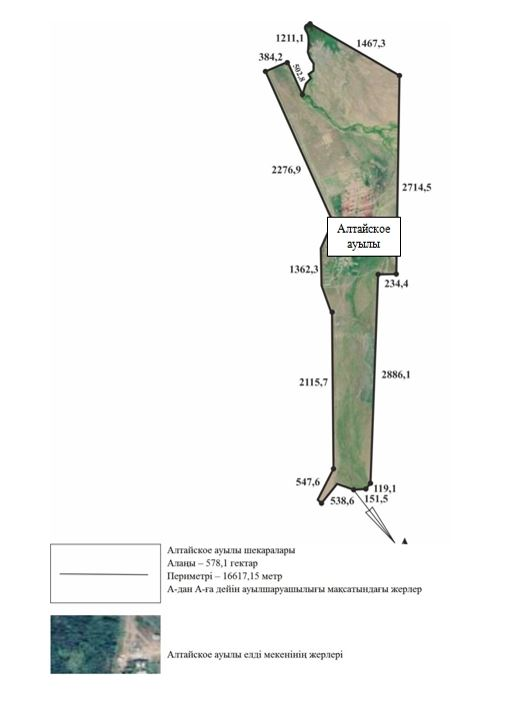 1211,1
1467,3
384,2
502,8
2276,9
2714,5
Алтайское
ауылы
1362,3
234,4
2115,7
2886,1
547,6
119,1
538,6
151,5
А
Алтайское ауылы шекаралары
Алаңы – 578,1 гектар
Периметрі – 16617,15 метр
А-дан А-ға дейін ауылшаруашылығы мақсатындағы жерлер
Алтайское ауылы елді мекенінің жерлері